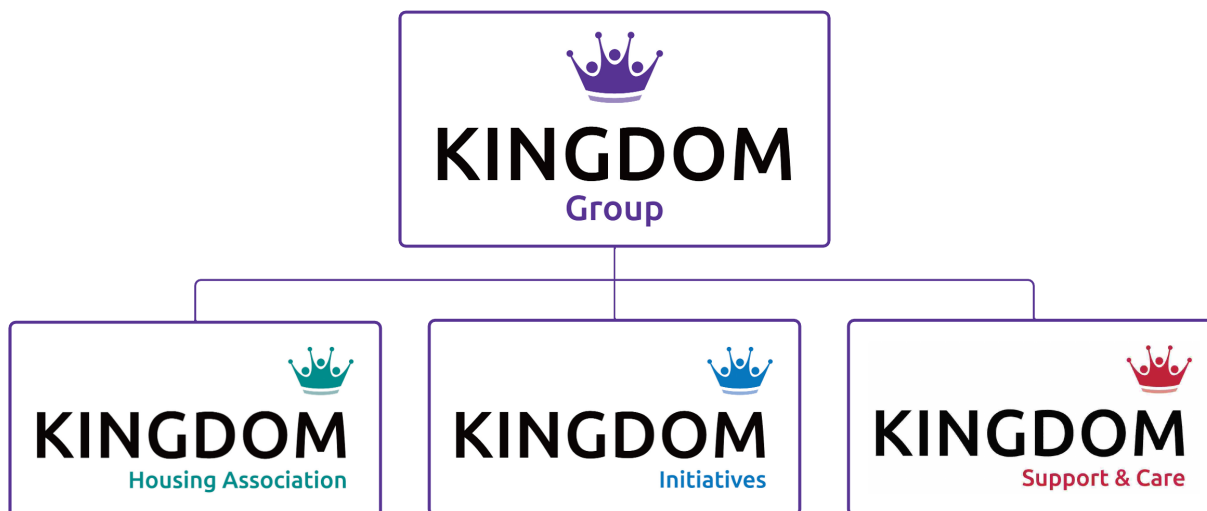 KINGDOM
Group
KINGDOM
Housing Association
KINGDOM
Initiatives
KINGDOM
Support & Care